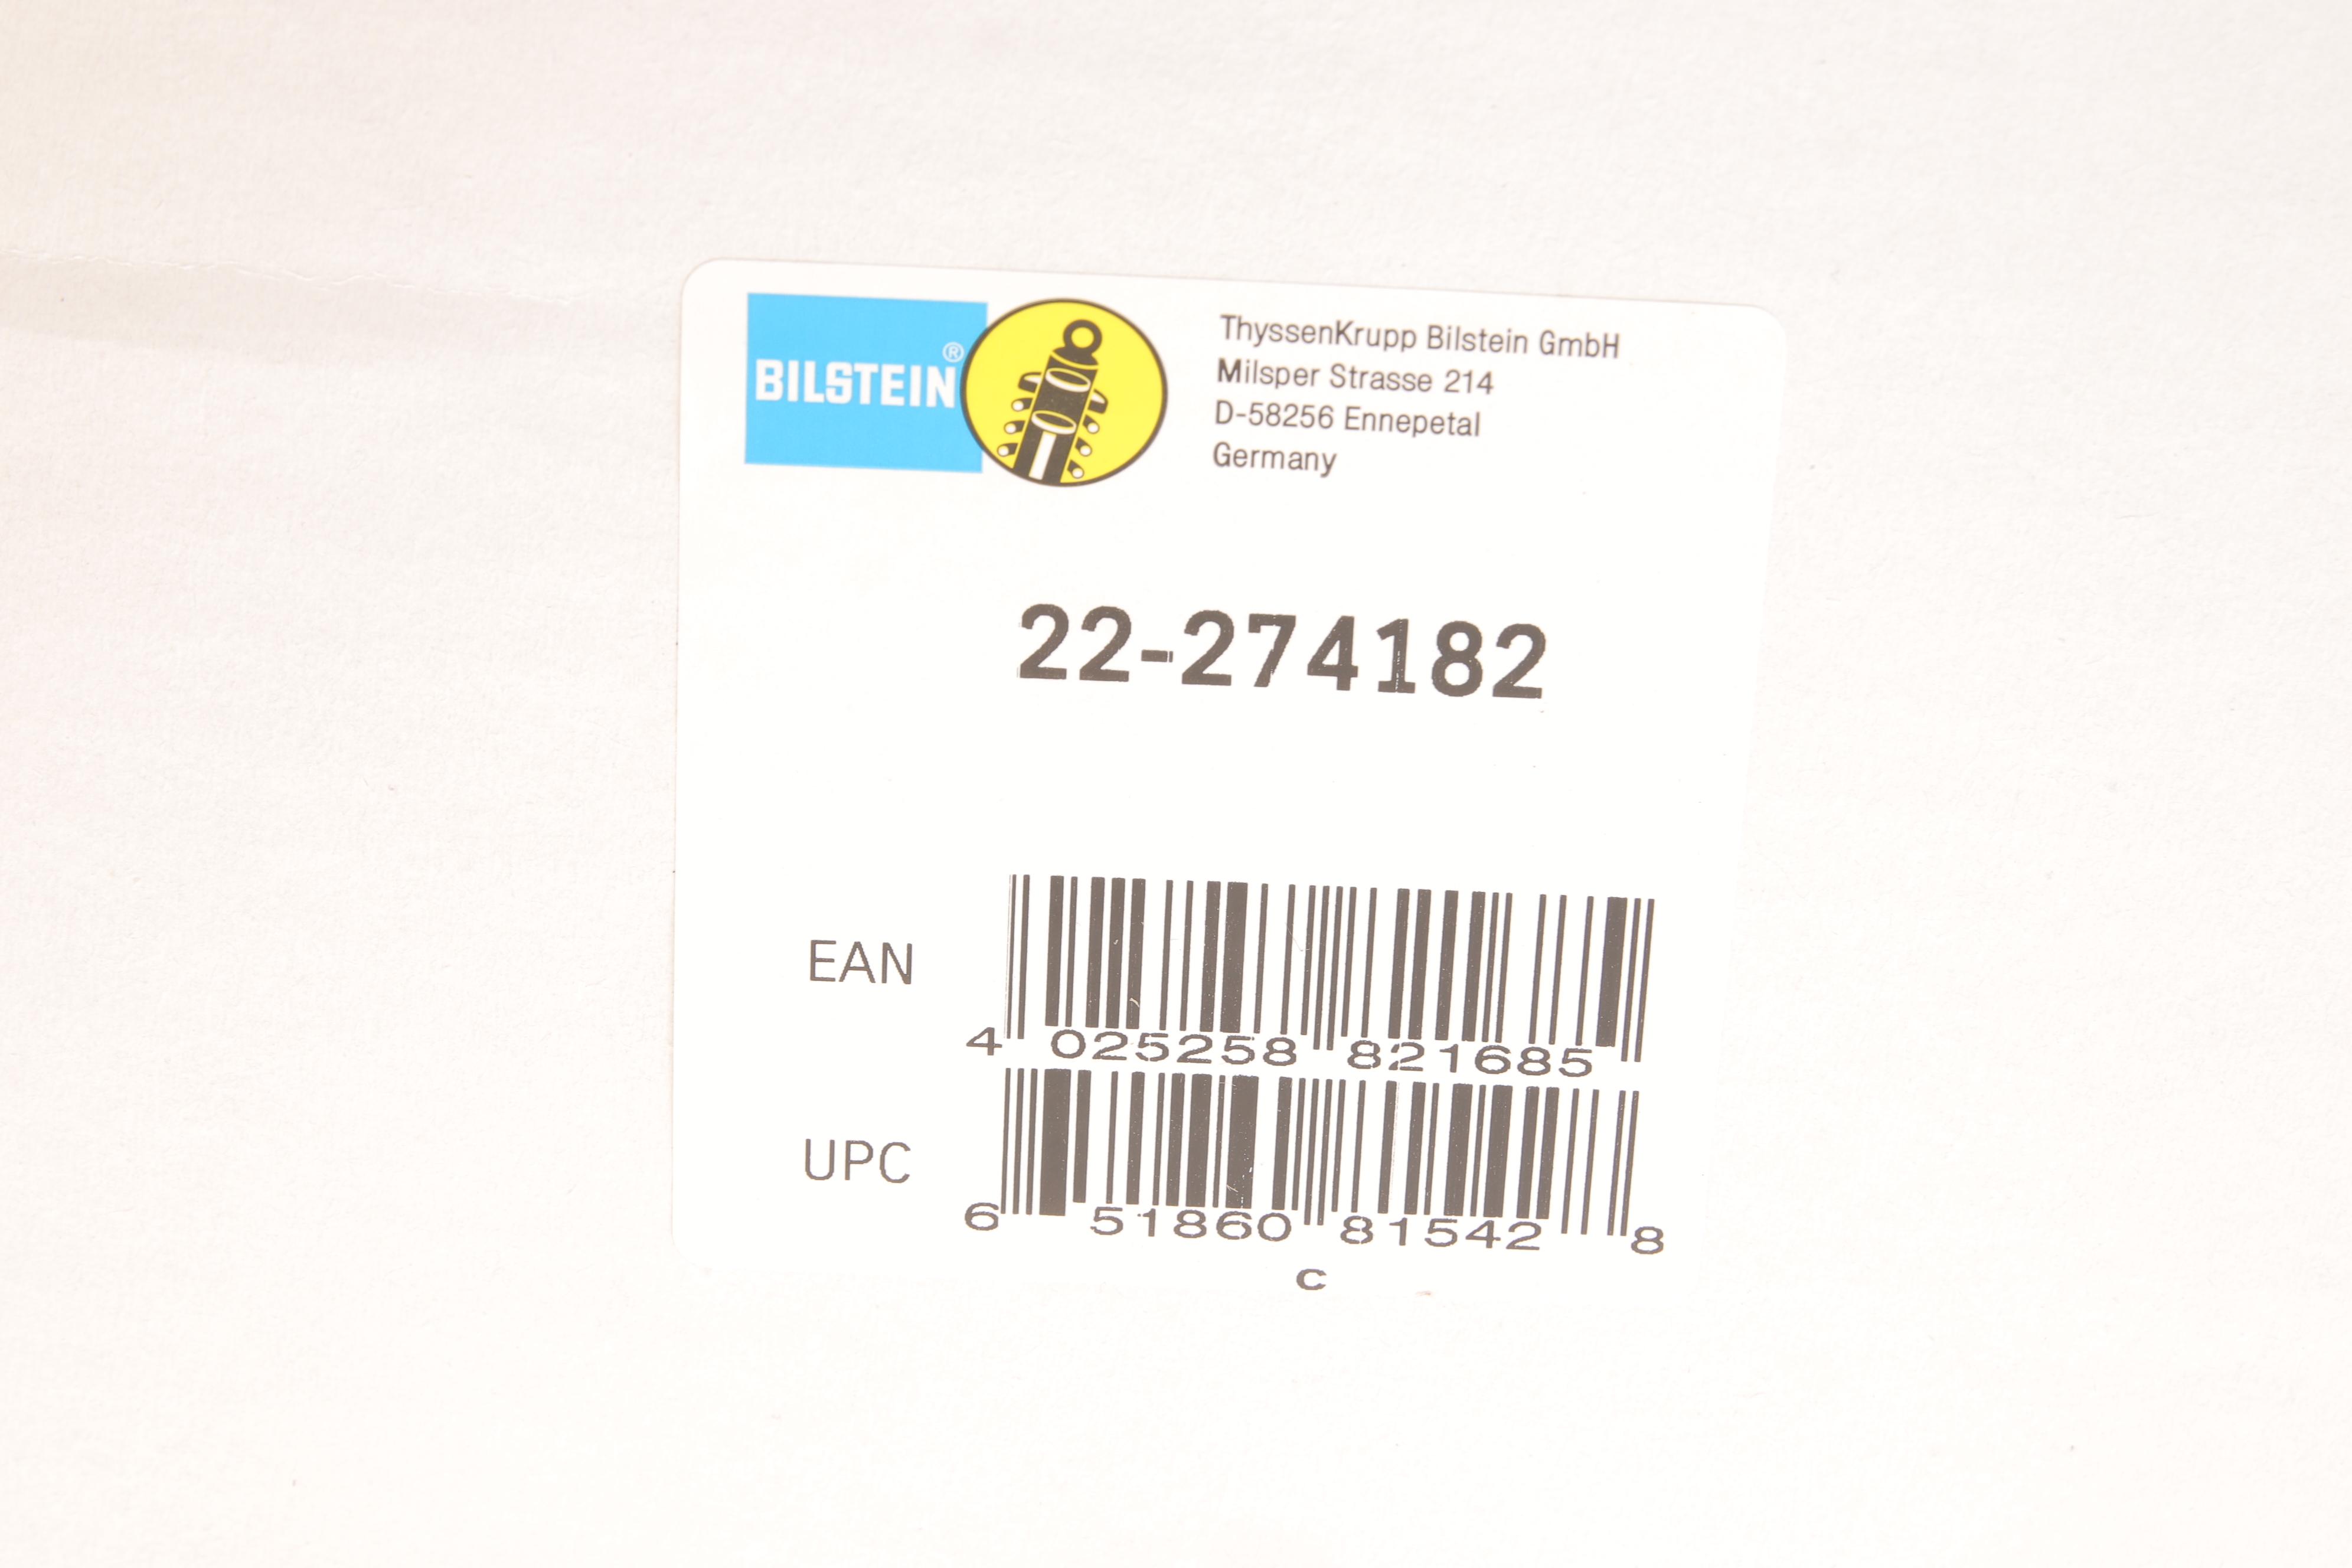 BILSTEIN®
ThyssenKrupp Bilstein GmbH
Milsper Strasse 214
D-58256 Ennepetal
Germany
22-274182
EAN
4 025258 821685
UPC
6 51860 81542 8
c